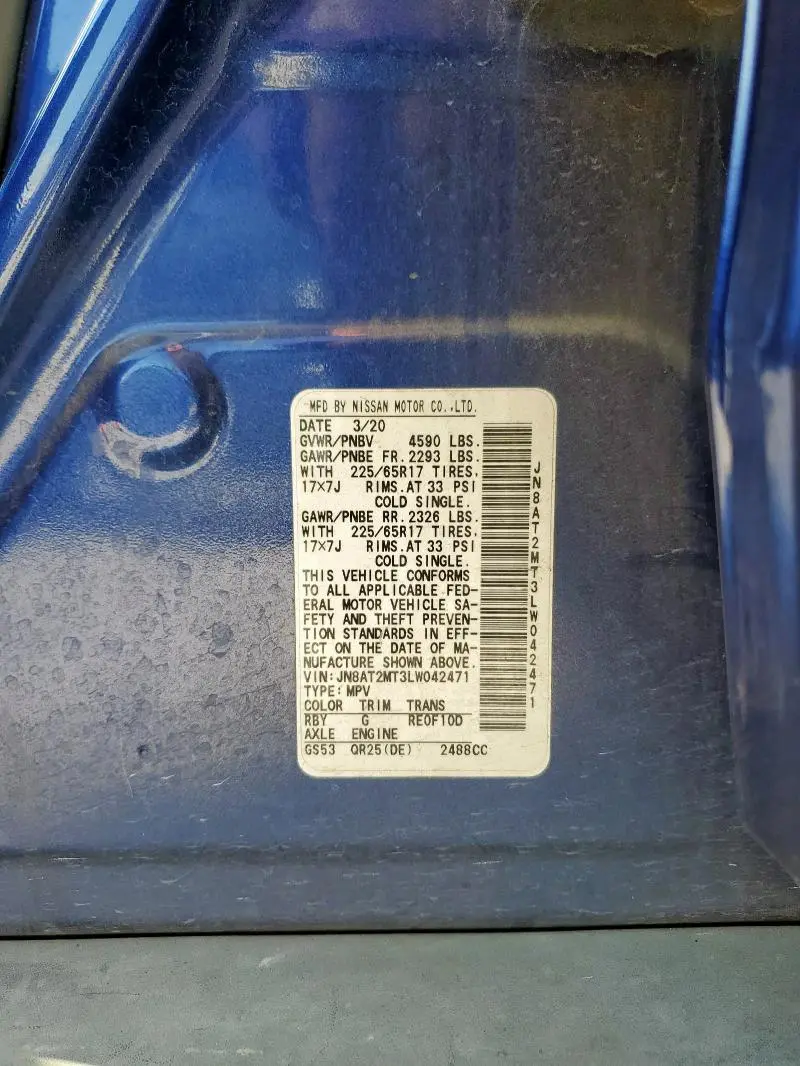 MFD BY NISSAN MOTOR CO.,LTD.
DATE 3/20
GVWR/PNBV 4590 LBS.
GAWR/PNBE FR.2293 LBS.
WITH 225/65R17 TIRES.
17×7J RIMS.AT 33 PSI
COLD SINGLE.
GAWR/PNBE RR.2326 LBS.
WITH 225/65R17 TIRES.
17×7J RIMS.AT 33 PSI
COLD SINGLE.
THIS VEHICLE CONFORMS
TO ALL APPLICABLE FED-
ERAL MOTOR VEHICLE SA-
FETY AND THEFT PREVEN-
TION STANDARDS IN EFF-
ECT ON THE DATE OF MA-
NUFACTURE SHOWN ABOVE.
VIN:JN8AT2MT3LW042471
TYPE:MPV
COLOR TRIM TRANS
RBY G RE0F10D
AXLE ENGINE
GS53 QR25(DE) 2488CC
JN8AT2MT3LW042471